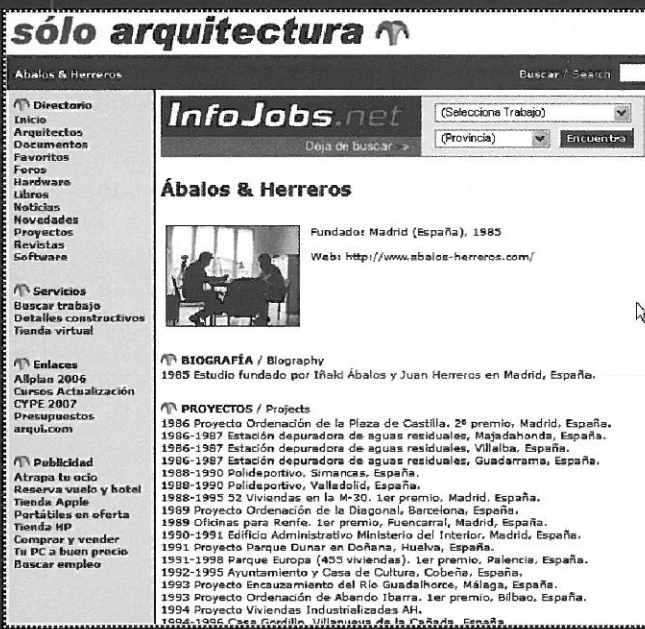 sólo arquitectura
Ábalos & Herreros
Buscar / Search
Directorio
Inicio
Arquitectos
Documentos
Favoritos
Foros
Hardware
Libros
Noticias
Novedades
Proyectos
Revistas
Software
Servicios
Buscar trabajo
Detalles constructivos
Tienda virtual
Enlaces
Allplan 2006
Cursos Actualización
CYPE 2007
Presupuestos
arqui.com
Publicidad
Atrapa tu ocio
Reserva vuelo y hotel
Tienda Apple
Portátiles en oferta
Tienda HP
Comprar y vender
Tu PC a buen precio
Buscar empleo
InfoJobs.net
Deja de buscar >
(Selecciona Trabajo)
(Provincia)
Encuentra
Ábalos & Herreros
Fundado: Madrid (España), 1985
Web: http://www.abalos-herreros.com/
BIOGRAFÍA / Biography
1985 Estudio fundado por Iñaki Ábalos y Juan Herreros en Madrid, España.
PROYECTOS / Projects
1986 Proyecto Ordenación de la Plaza de Castilla. 2º premio, Madrid, España.
1986-1987 Estación depuradora de aguas residuales, Majadahonda, España.
1986-1987 Estación depuradora de aguas residuales, Villalba, España.
1986-1987 Estación depuradora de aguas residuales, Guadarrama, España.
1988-1990 Polideportivo, Simancas, España.
1988-1990 Polideportivo, Valladolid, España.
1988-1995 52 Viviendas en la M-30. 1er premio, Madrid, España.
1989 Proyecto Ordenación de la Diagonal, Barcelona, España.
1989 Oficinas para Renfe. 1er premio, Fuencarral, Madrid, España.
1990-1991 Edificio Administrativo Ministerio del Interior, Madrid, España.
1991 Proyecto Parque Dunar en Doñana, Huelva, España.
1991-1998 Parque Europa (455 viviendas). 1er premio, Palencia, España.
1992-1995 Ayuntamiento y Casa de Cultura, Cobeña, España.
1993 Proyecto Encauzamiento del Río Guadalhorce, Málaga, España.
1993 Proyecto Ordenación de Abando Ibarra. 1er premio, Bilbao, España.
1994 Proyecto Viviendas Industrializadas AH.
1994-1996 Casa Gordillo, Villanueva de la Cañada, España